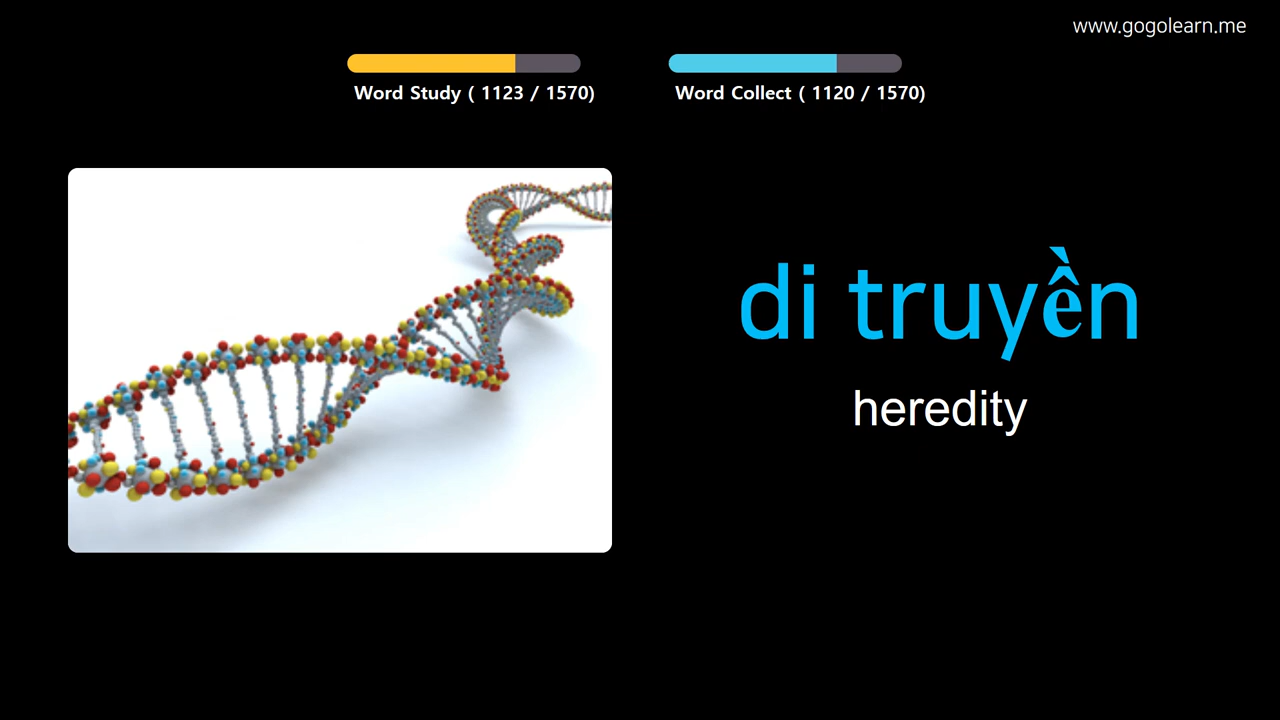 www.gogolearn.me
Word Study ( 1123 / 1570)
Word Collect ( 1120 / 1570)
di truyền
heredity